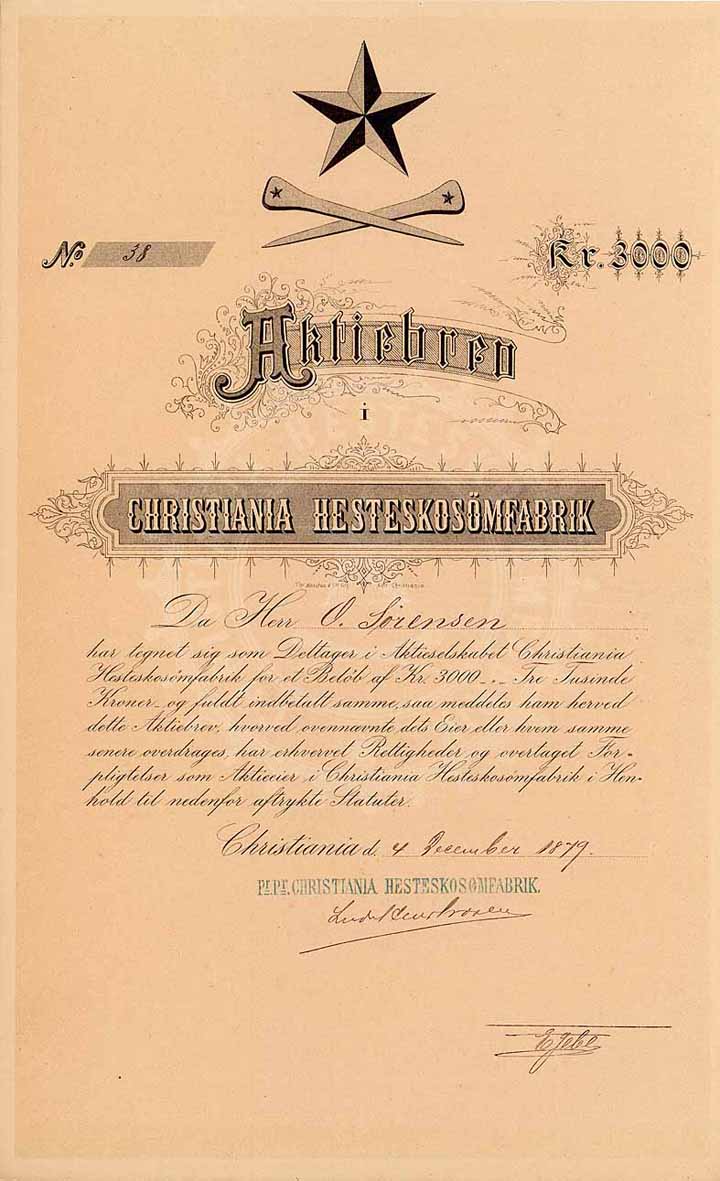 No. 38
Kr. 3000
Aktiebrev
i
CHRISTIANIA HESTESKOSÖMFABRIK
Da Herr O. Sørensen
har tegnet sig som Deltager i Aktieselskabet Christiania
Hesteskosömfabrik for et Belöb af Kr. 3000 „ Tre Tusinde
Kroner og fuldt indbetalt samme, saa meddeles ham herved
dette Aktiebrev, hvorved ovennævnte dets Eier eller hvem samme
senere overdrages, har erhvervet Rettigheder og overtaget For-
pligtelser som Aktieeier i Christiania Hesteskosömfabrik i Hen-
hold til nedenfor aftrykte Statuter.
Christiania d. 4 December 1879.
Pr. Pr. CHRISTIANIA HESTESKOSØMFABRIK.